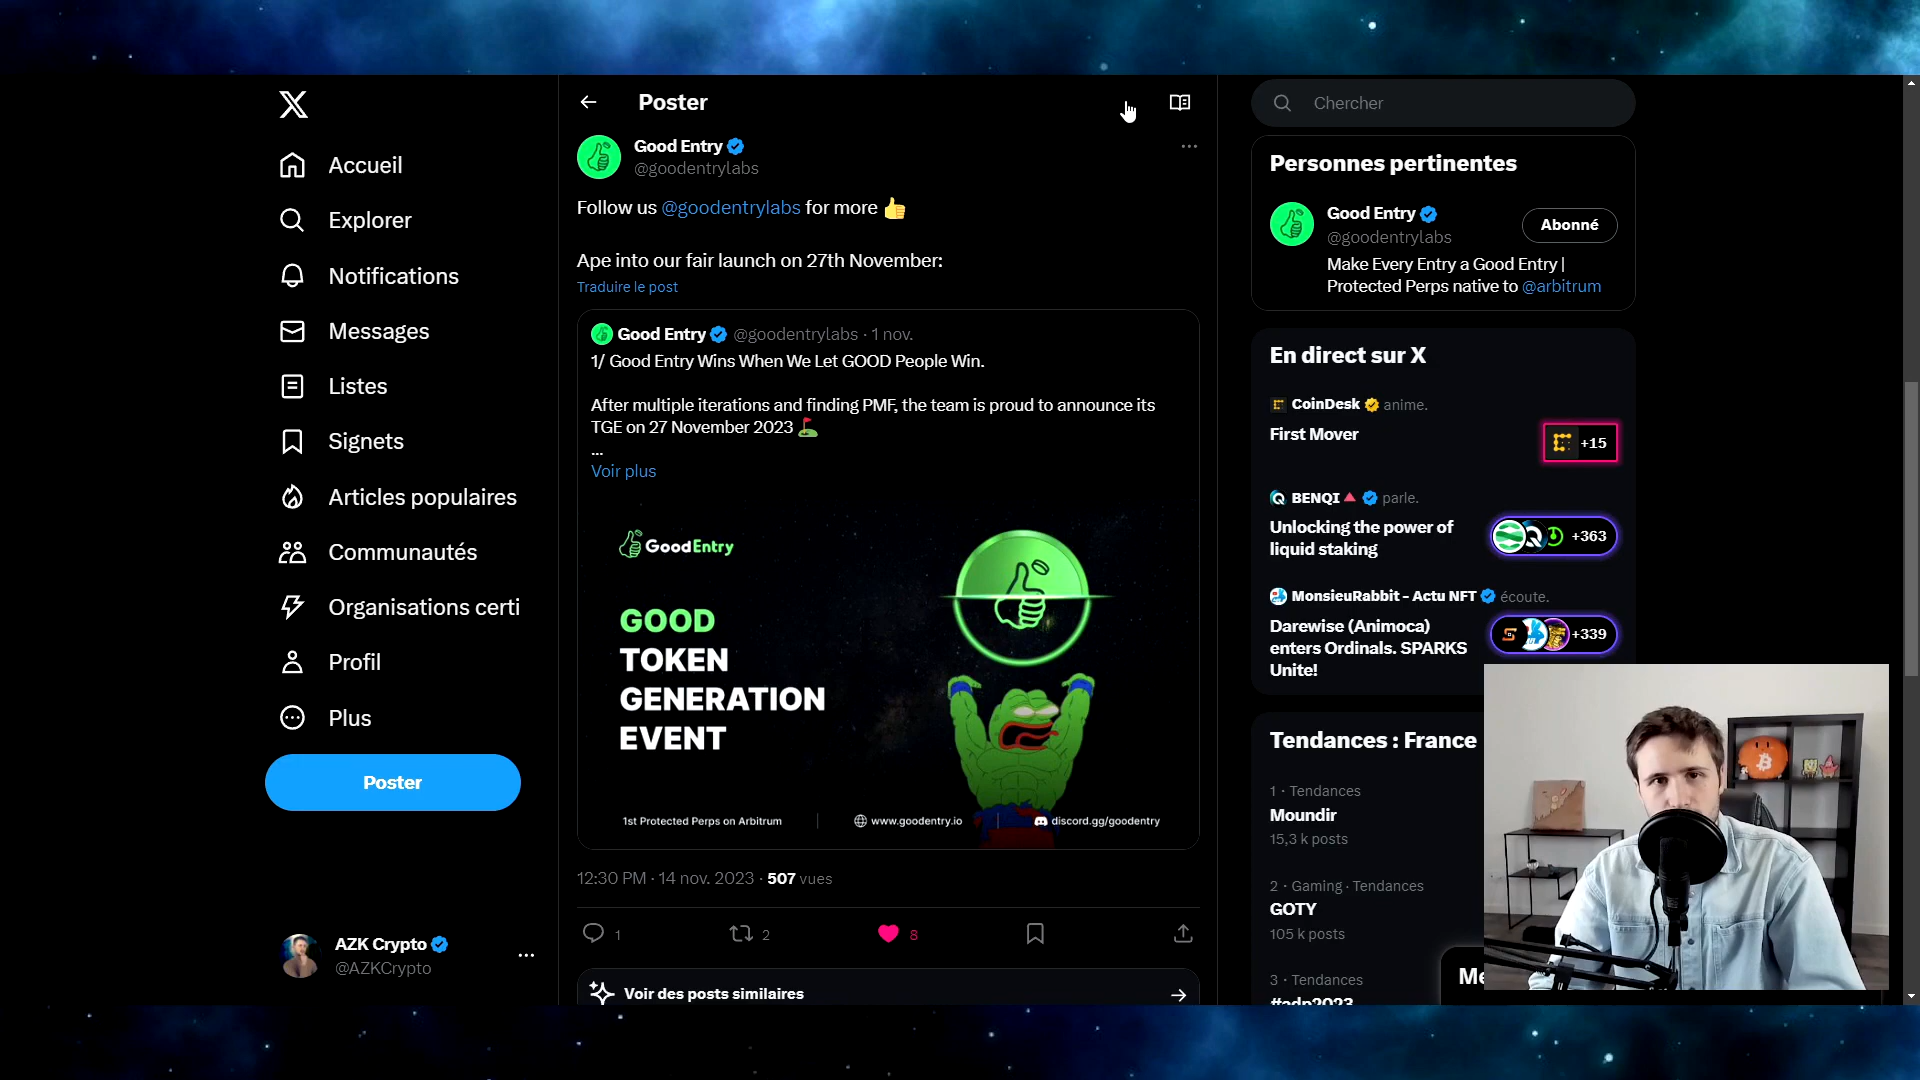 Accueil
Explorer
Notifications
Messages
Listes
Signets
Articles populaires
Communautés
Organisations certi
Profil
Plus
Poster
AZK Crypto
@AZKCrypto
Poster
Good Entry
@goodentrylabs
Follow us @goodentrylabs for more
Ape into our fair launch on 27th November:
Traduire le post
Good Entry @goodentrylabs · 1 nov.
1/ Good Entry Wins When We Let GOOD People Win.
After multiple iterations and finding PMF, the team is proud to announce its
TGE on 27 November 2023
...
Voir plus
GoodEntry
GOOD
TOKEN
GENERATION
EVENT
1st Protected Perps on Arbitrum
www.goodentry.io
discord.gg/goodentry
12:30 PM · 14 nov. 2023 · 507 vues
1
2
8
Voir des posts similaires
Chercher
Personnes pertinentes
Good Entry
@goodentrylabs
Abonné
Make Every Entry a Good Entry |
Protected Perps native to @arbitrum
En direct sur X
CoinDesk anime.
First Mover
+15
BENQI parle.
Unlocking the power of
liquid staking
+363
MonsieurRabbit - Actu NFT écoute.
Darewise (Animoca)
enters Ordinals. SPARKS
Unite!
+339
Tendances : France
1 · Tendances
Moundir
15,3 k posts
2 · Gaming · Tendances
GOTY
105 k posts
3 · Tendances
#adp2023
Me